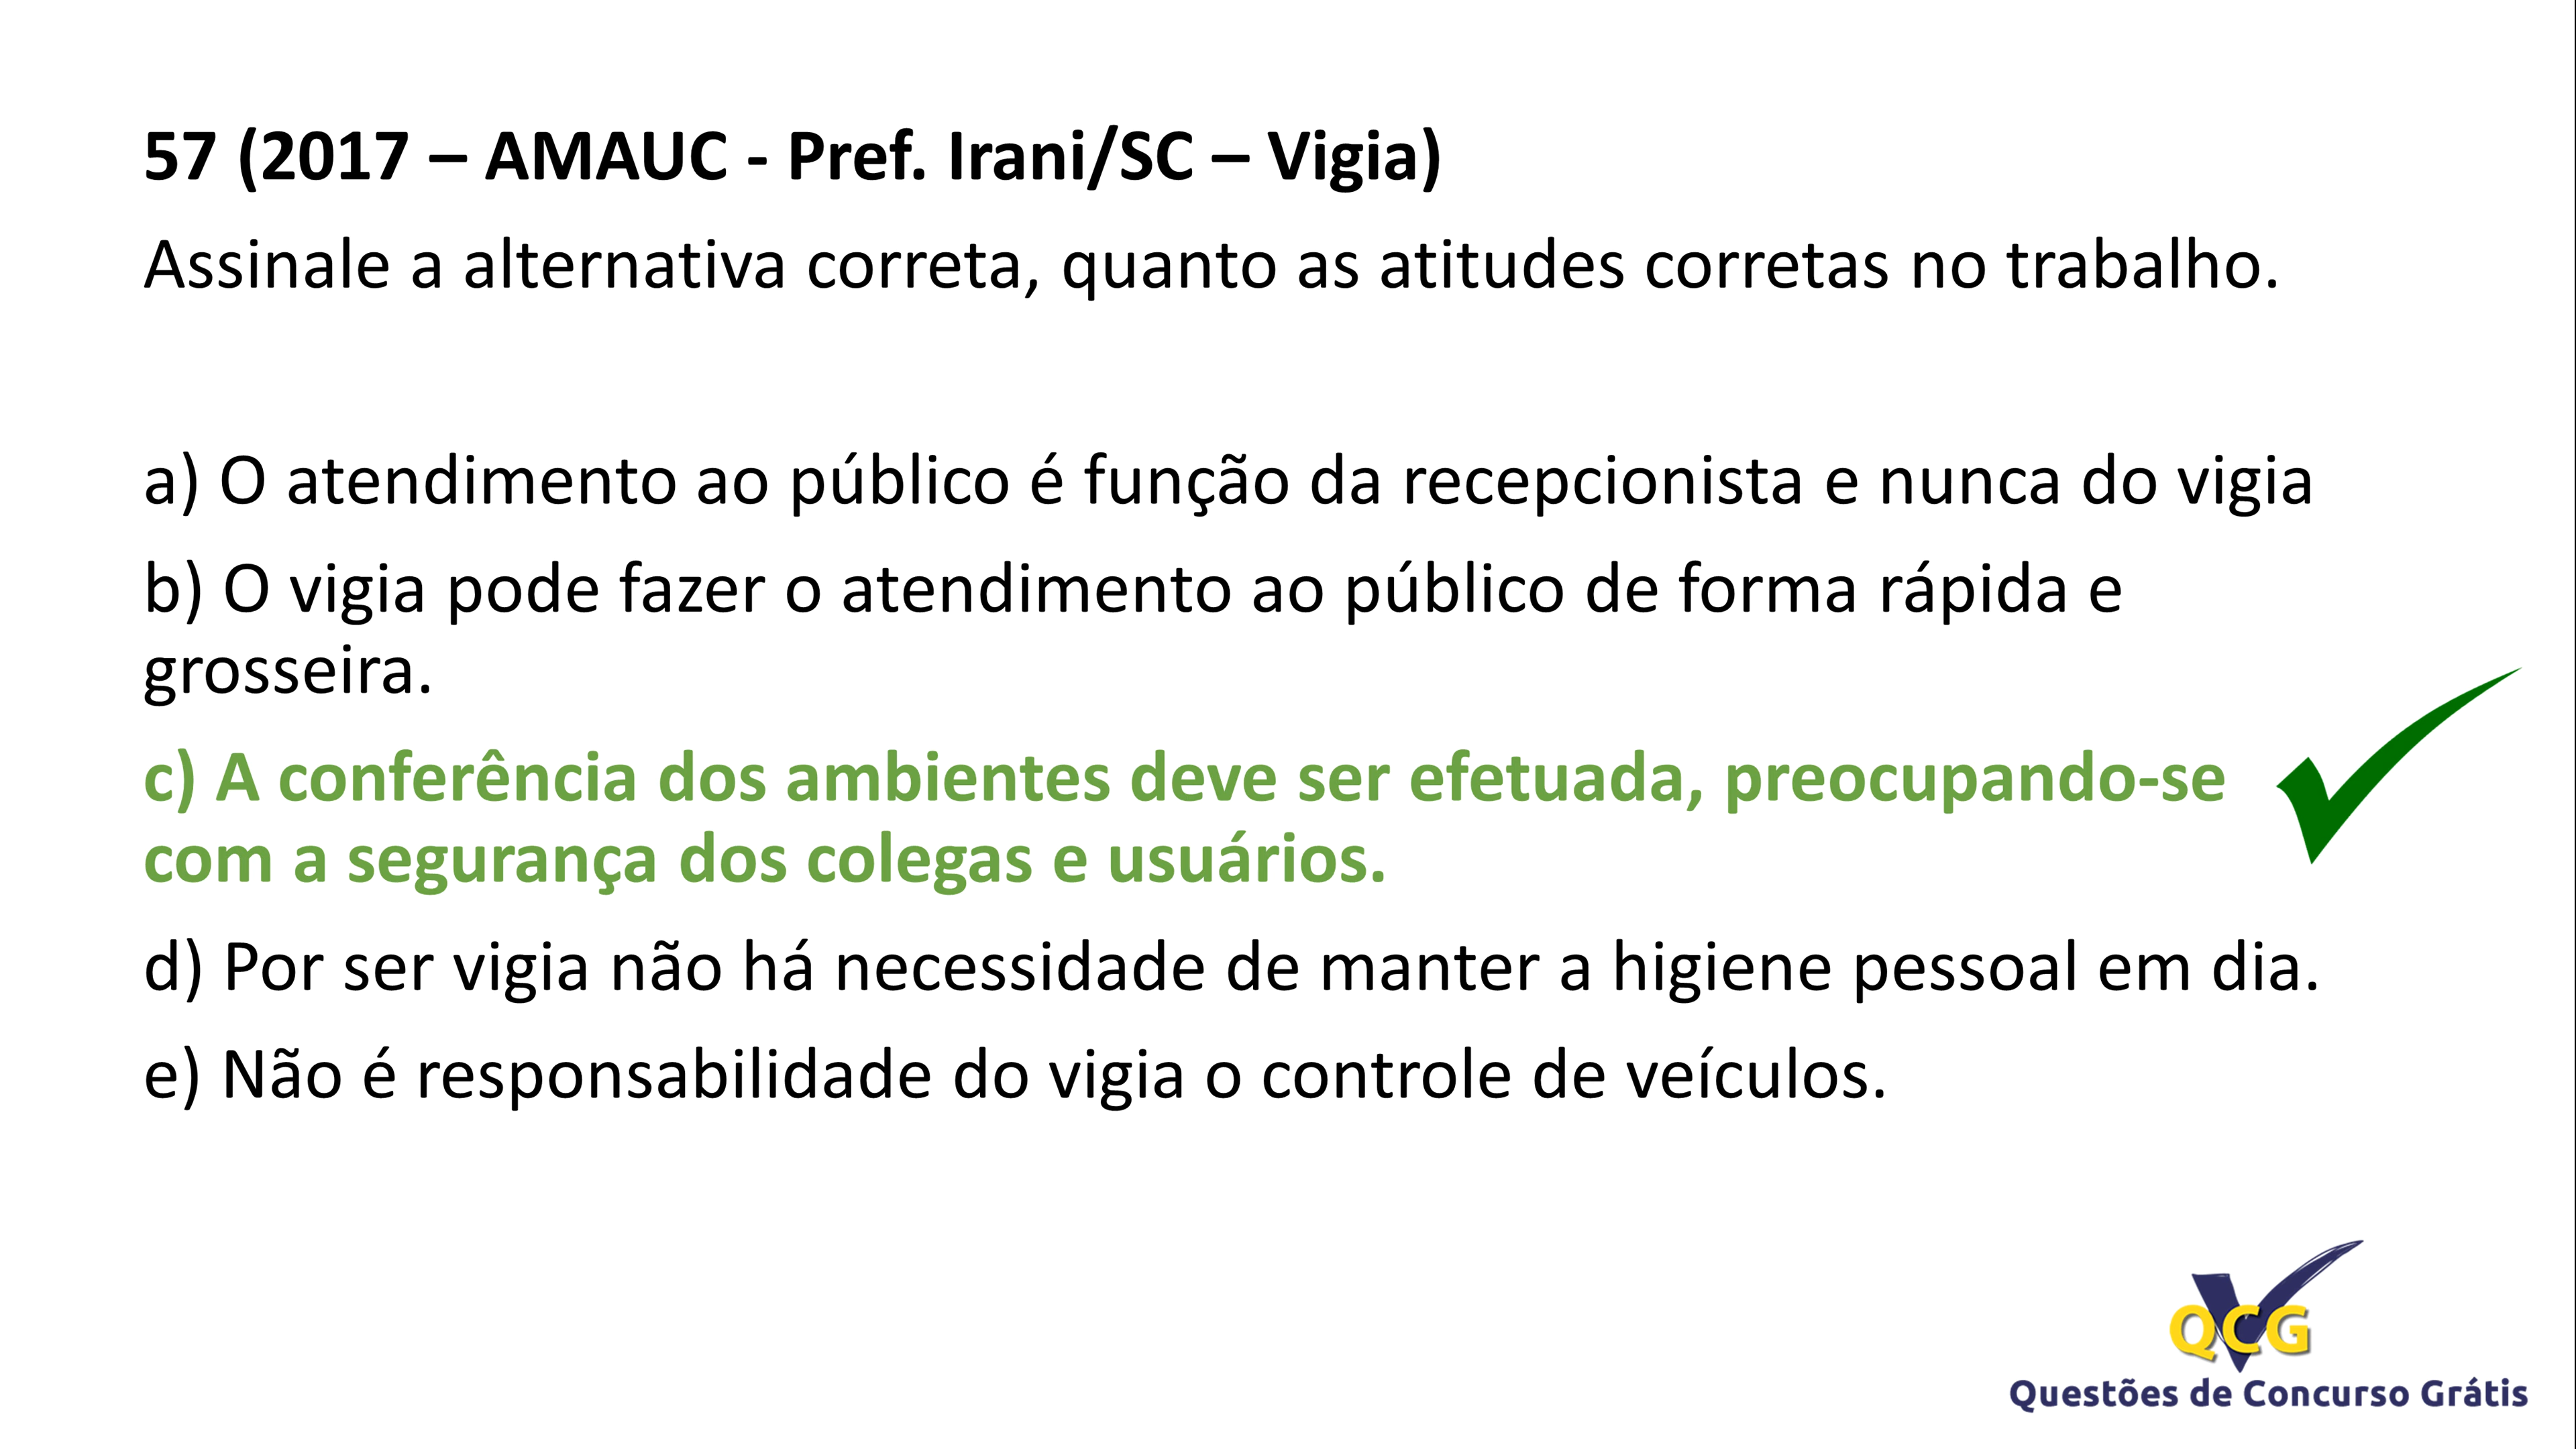 57 (2017 – AMAUC - Pref. Irani/SC – Vigia)
Assinale a alternativa correta, quanto as atitudes corretas no trabalho.
a) O atendimento ao público é função da recepcionista e nunca do vigia
b) O vigia pode fazer o atendimento ao público de forma rápida e
grosseira.
c) A conferência dos ambientes deve ser efetuada, preocupando-se
com a segurança dos colegas e usuários.
d) Por ser vigia não há necessidade de manter a higiene pessoal em dia.
e) Não é responsabilidade do vigia o controle de veículos.
QCG
Questões de Concurso Grátis